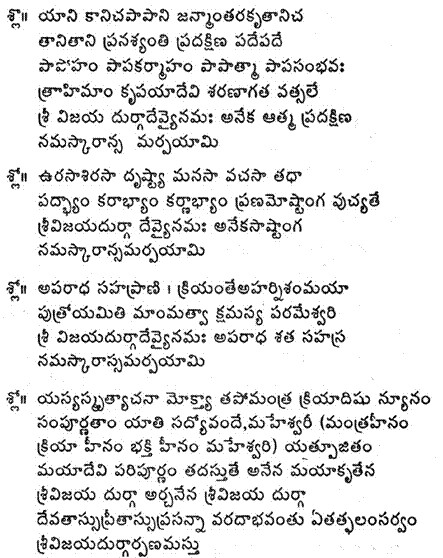 శ్లొ॥ యాని కానిచపాపాని జన్మాంతరకృతానిచ
తానితాని ప్రనశ్యంతి ప్రదక్షిణ పదేపదే
పాపోహం పాపకర్మాహం పాపాత్మా పాపసంభవః
త్రాహిమాం కృపయాదేవి శరణాగత వత్సలే
శ్రీ విజయ దుర్గాదేవ్యైనమః అనేక ఆత్మ ప్రదక్షిణ
నమస్కారాన్స మర్పయామి
శ్లో॥ ఉరసాశిరసా దృష్ట్యా మనసా వచసా తధా
పద్భ్యాం కరాభ్యాం కర్ణాభ్యాం ప్రణమోష్టాంగ వుచ్యతే
శ్రీవిజయదుర్గా దేవ్యైనమః అనేకసాష్టాంగ
నమస్కారాన్సమర్పయామి
శ్లో॥ అపరాధ సహస్రాణి । క్రియంతేఅహర్నిశంమయా
పుత్రోయమితి మాంమత్వా క్షమస్య పరమేశ్వరి
శ్రీ విజయదుర్గాదేవ్యైనమః అపరాధ శత సహస్ర
నమస్కారాస్సమర్పయామి
శ్లో॥ యస్యస్మృత్యాచనా మోక్త్యా తపోమంత్ర క్రియాదిషు న్యూనం
సంపూర్ణతాం యాతి సద్యోవందే,మహేశ్వరీ (మంత్రహీనం
క్రియా హీనం భక్తి హీనం మహేశ్వరి) యత్పూజితం
మయాదేవి పరిపూర్ణం తదస్తుతే అనేన మయాకృతేన
శ్రీవిజయ దుర్గా అర్చనేన శ్రీవిజయ దుర్గా
దేవతాస్సుప్రీతాస్సుప్రసన్నా వరదాభవంతు ఏతత్ఫలంసర్వం
శ్రీవిజయదుర్గార్పణమస్తు